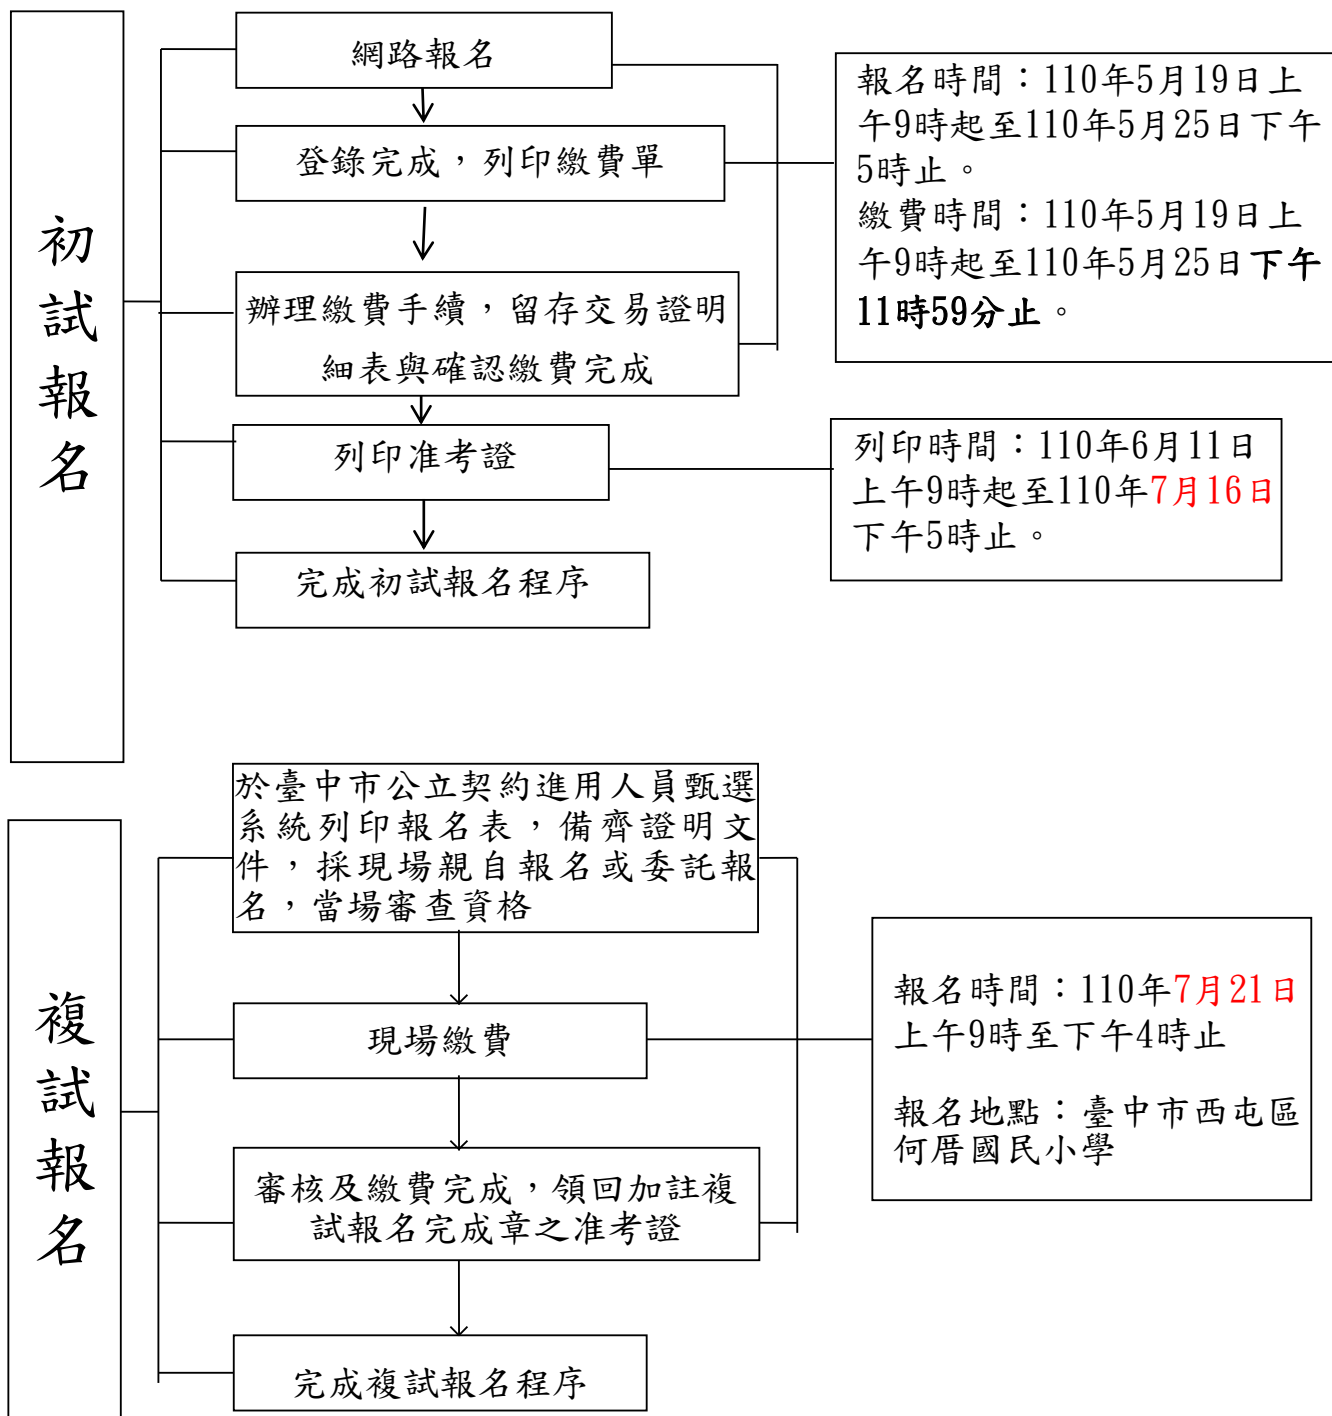 初試報名
網路報名
登錄完成，列印繳費單
辦理繳費手續，留存交易證明
細表與確認繳費完成
列印准考證
完成初試報名程序
報名時間：110年5月19日上
午9時起至110年5月25日下午
5時止。
繳費時間：110年5月19日上
午9時起至110年5月25日下午
11時59分止。
列印時間：110年6月11日
上午9時起至110年7月16日
下午5時止。
複試報名
於臺中市公立契約進用人員甄選
系統列印報名表，備齊證明文
件，採現場親自報名或委託報
名，當場審查資格
現場繳費
審核及繳費完成，領回加註複
試報名完成章之准考證
完成複試報名程序
報名時間：110年7月21日
上午9時至下午4時止
報名地點：臺中市西屯區
何厝國民小學